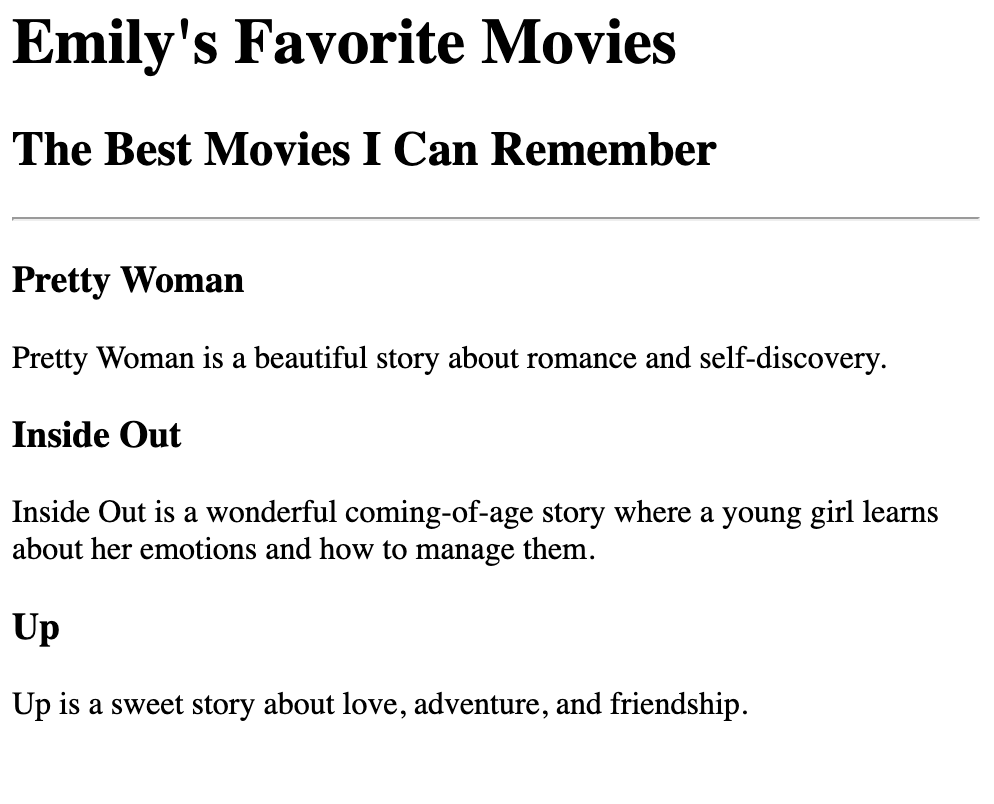 Emily's Favorite Movies
The Best Movies I Can Remember
Pretty Woman
Pretty Woman is a beautiful story about romance and self-discovery.
Inside Out
Inside Out is a wonderful coming-of-age story where a young girl learns
about her emotions and how to manage them.
Up
Up is a sweet story about love, adventure, and friendship.